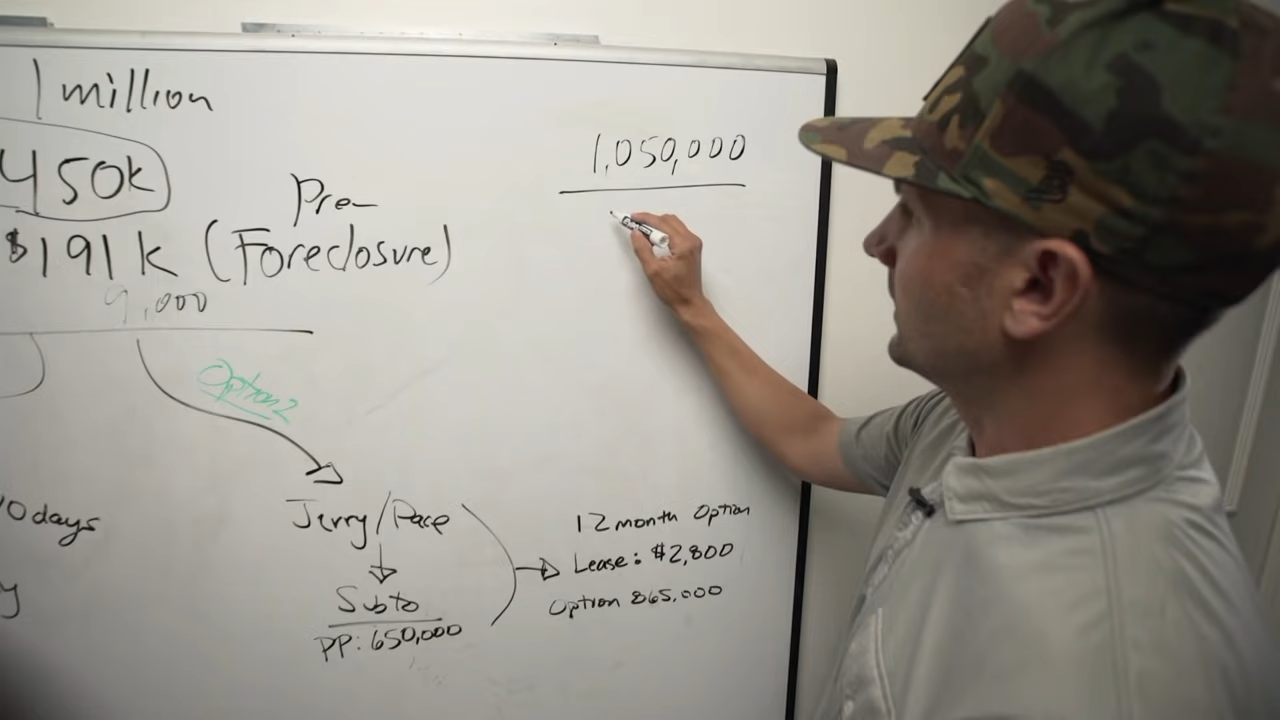 1 million
450k
$191k (Pre-Foreclosure)
9,000
Option 2
0 days
y
Jerry/Pace
Subto
PP: 650,000
1,050,000
12 month Option
Lease: $2,800
Option 865,000